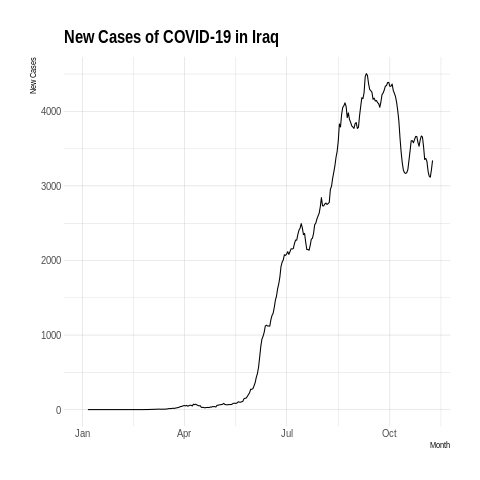 New Cases of COVID-19 in Iraq
New Cases
4000
3000
2000
1000
0
Jan Apr Jul Oct
Month